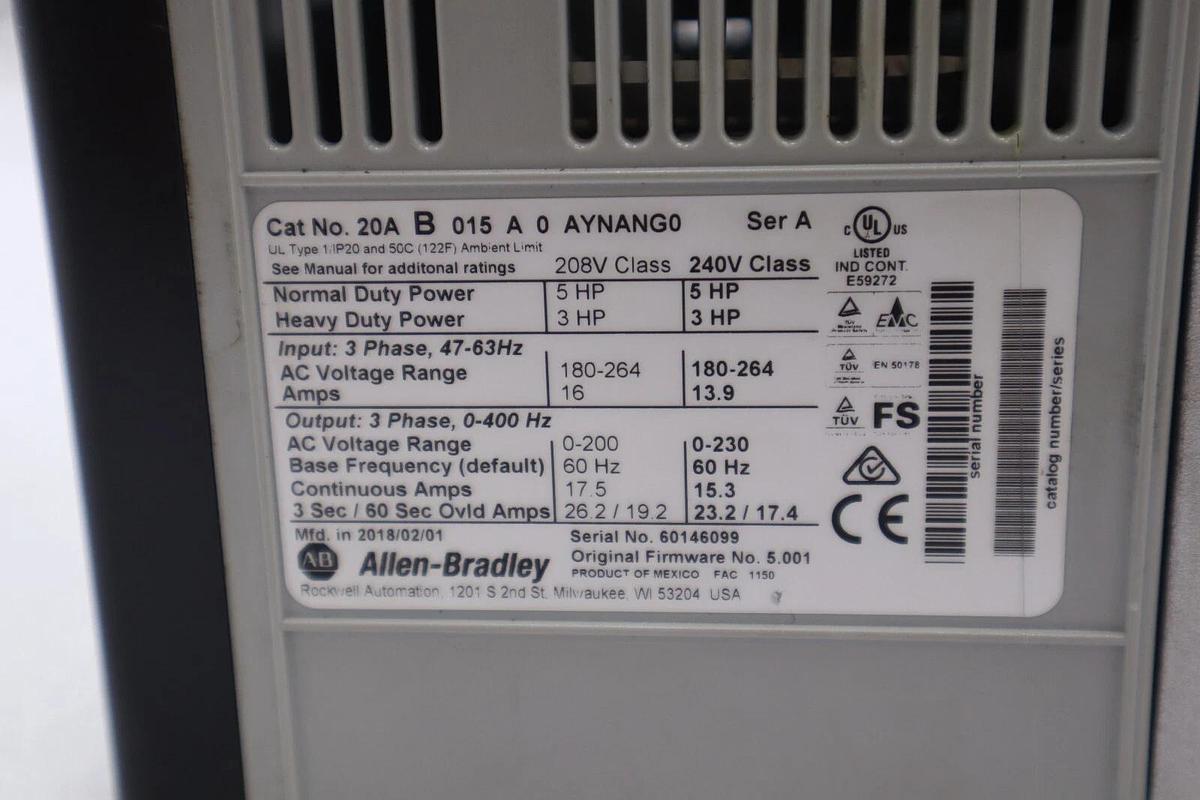 Cat No. 20A B 015 A 0 AYNANG0 Ser A
UL Type 1/IP20 and 50C (122F) Ambient Limit
See Manual for additonal ratings 208V Class 240V Class
Normal Duty Power 5 HP 5 HP
Heavy Duty Power 3 HP 3 HP
Input: 3 Phase, 47-63Hz
AC Voltage Range 180-264 180-264
Amps 16 13.9
Output: 3 Phase, 0-400 Hz
AC Voltage Range 0-200 0-230
Base Frequency (default) 60 Hz 60 Hz
Continuous Amps 17.5 15.3
3 Sec / 60 Sec Ovld Amps 26.2 / 19.2 23.2 / 17.4
Mfd. in 2018/02/01 Serial No. 60146099
Original Firmware No. 5.001
AB Allen-Bradley
PRODUCT OF MEXICO FAC 1150
Rockwell Automation, 1201 S 2nd St. Milwaukee, WI 53204 USA
C UL US
LISTED
IND CONT.
E59272
TÜV EMC
TÜV EN 50178
TÜV FS
CE
serial number
catalog number/series